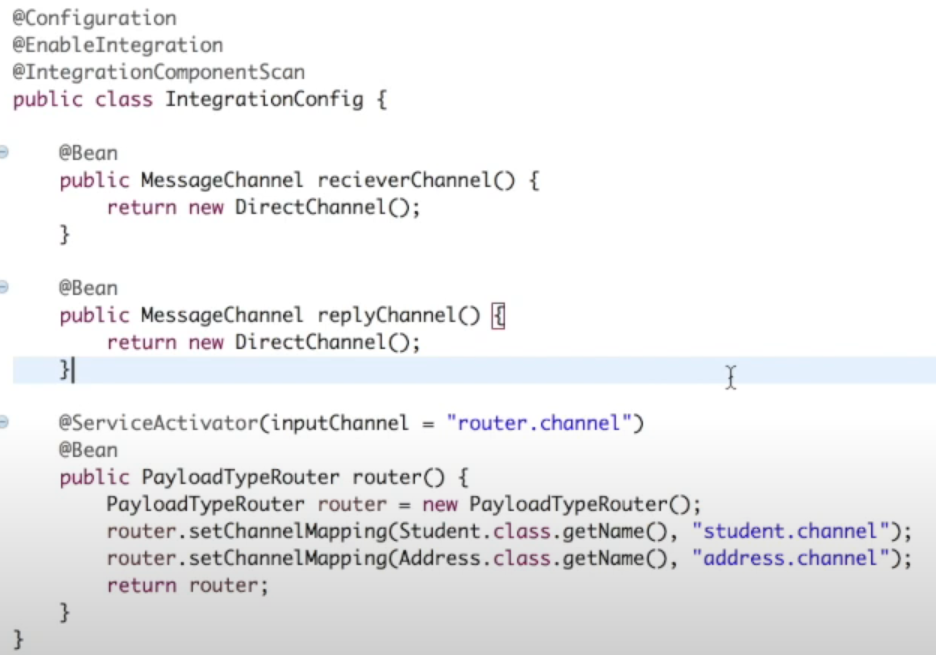 @Configuration
@EnableIntegration
@IntegrationComponentScan
public class IntegrationConfig {
@Bean
public MessageChannel recieverChannel() {
return new DirectChannel();
}
@Bean
public MessageChannel replyChannel() {
return new DirectChannel();
}
@ServiceActivator(inputChannel = "router.channel")
@Bean
public PayloadTypeRouter router() {
PayloadTypeRouter router = new PayloadTypeRouter();
router.setChannelMapping(Student.class.getName(), "student.channel");
router.setChannelMapping(Address.class.getName(), "address.channel");
return router;
}
}